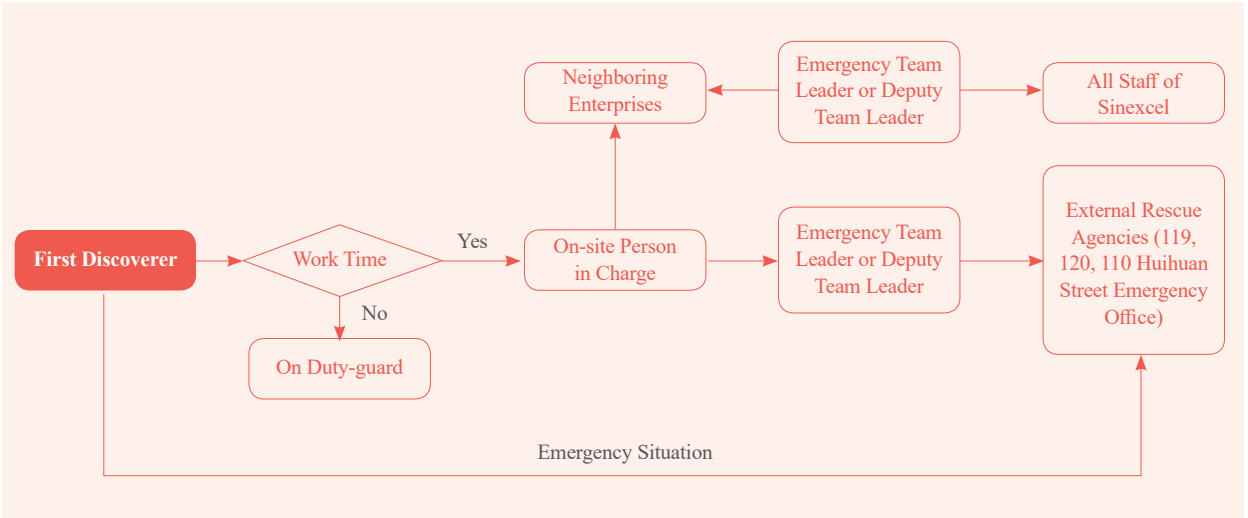 Neighboring
Enterprises
Emergency Team
Leader or Deputy
Team Leader
All Staff of
Sinexcel
First Discoverer
Work Time
Yes
No
On Duty-guard
On-site Person
in Charge
Emergency Team
Leader or Deputy
Team Leader
External Rescue
Agencies (119,
120, 110 Huihuan
Street Emergency
Office)
Emergency Situation